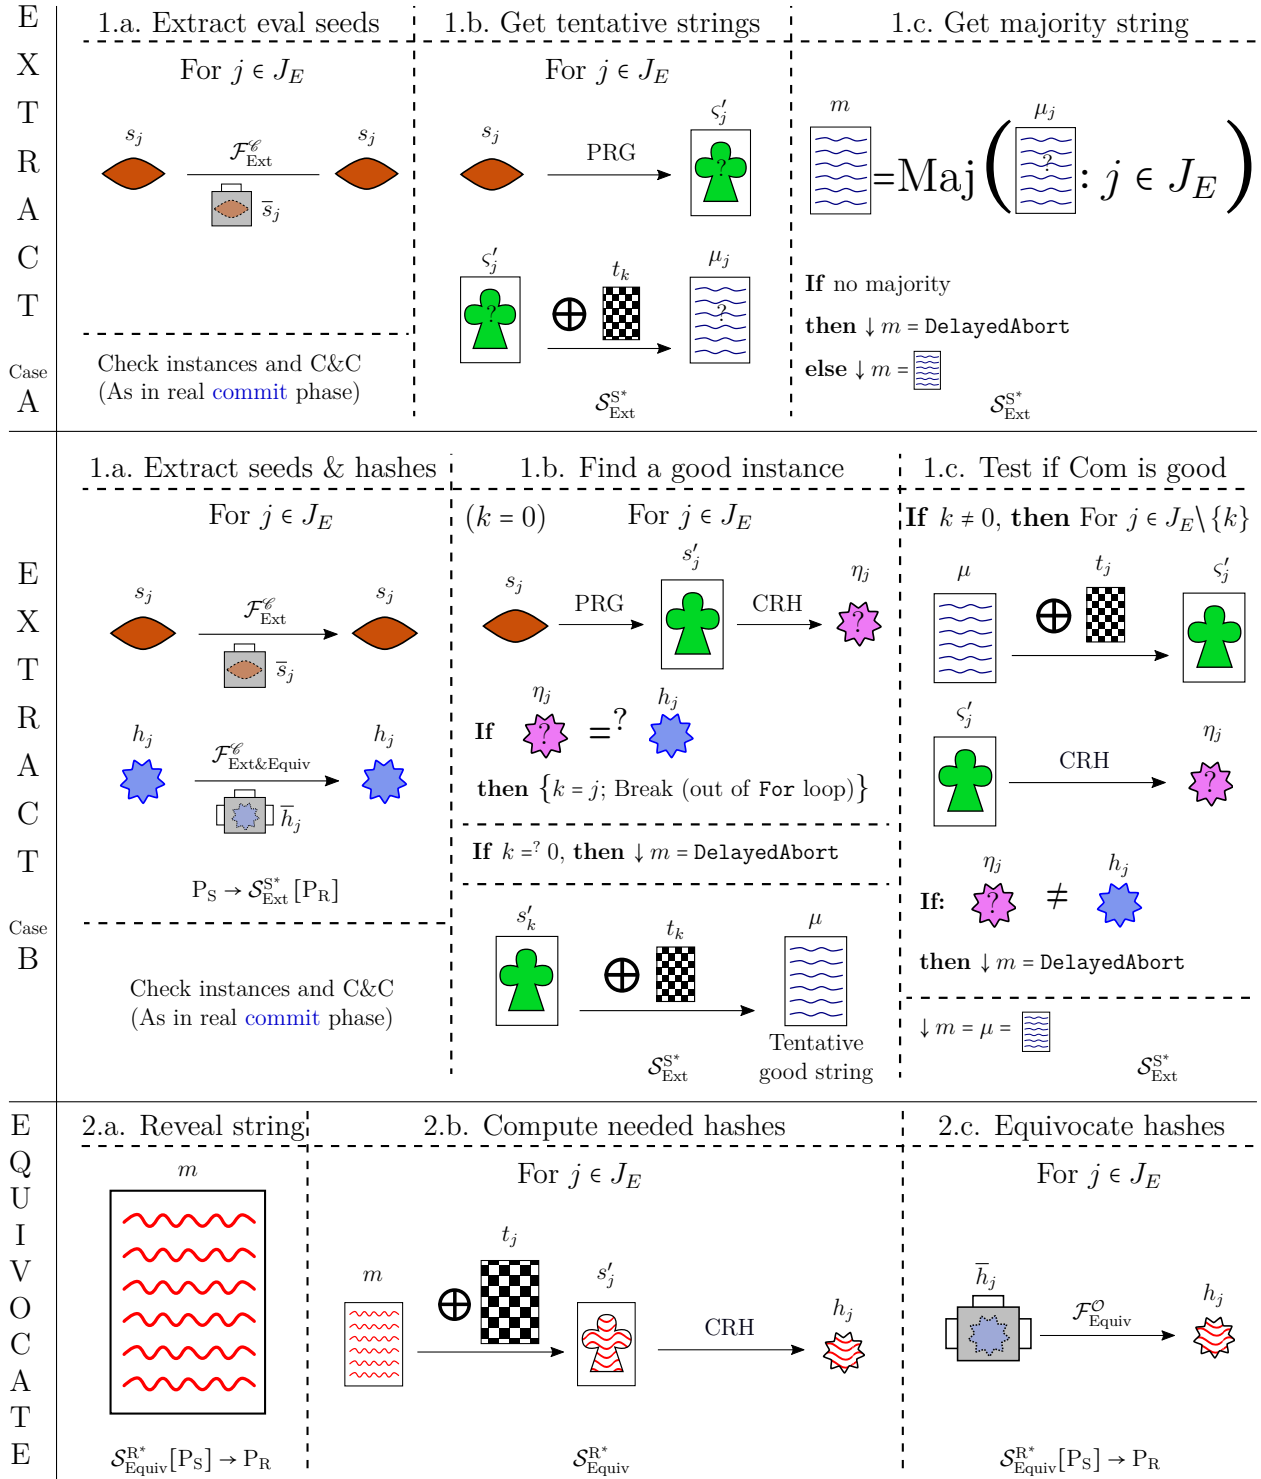 EXTRACT
Case
A
1.a. Extract eval seeds
For j ∈ J_E
s_j
F^𝒞_Ext
s_j
s̄_j
Check instances and C&C
(As in real commit phase)
1.b. Get tentative strings
For j ∈ J_E
s_j
PRG
ς′_j
?
ς′_j
?
⊕
t_k
μ_j
?
S^{S*}_Ext
1.c. Get majority string
m
μ_j
= Maj ( ? : j ∈ J_E )
If no majority
then ↓ m = DelayedAbort
else ↓ m =
S^{S*}_Ext
EXTRACT
Case
B
1.a. Extract seeds & hashes
For j ∈ J_E
s_j
F^𝒞_Ext
s_j
s̄_j
h_j
F^𝒞_Ext&Equiv
h_j
h̄_j
P_S → S^{S*}_Ext [P_R]
Check instances and C&C
(As in real commit phase)
1.b. Find a good instance
(k = 0) For j ∈ J_E
s_j
PRG
s′_j
CRH
η_j
?
η_j
h_j
If ? =?
then {k = j; Break (out of For loop)}
If k =? 0, then ↓ m = DelayedAbort
s′_k
⊕
t_k
μ
Tentative
good string
S^{S*}_Ext
1.c. Test if Com is good
If k ≠ 0, then For j ∈ J_E \ {k}
μ
⊕
t_j
ς′_j
ς′_j
CRH
η_j
?
η_j
h_j
If: ? ≠
then ↓ m = DelayedAbort
↓ m = μ =
S^{S*}_Ext
EQUIVOCATE
2.a. Reveal string
m
S^{R*}_Equiv [P_S] → P_R
2.b. Compute needed hashes
For j ∈ J_E
m
⊕
t_j
s′_j
CRH
h_j
S^{R*}_Equiv
2.c. Equivocate hashes
For j ∈ J_E
h̄_j
F^O_Equiv
h_j
S^{R*}_Equiv [P_S] → P_R